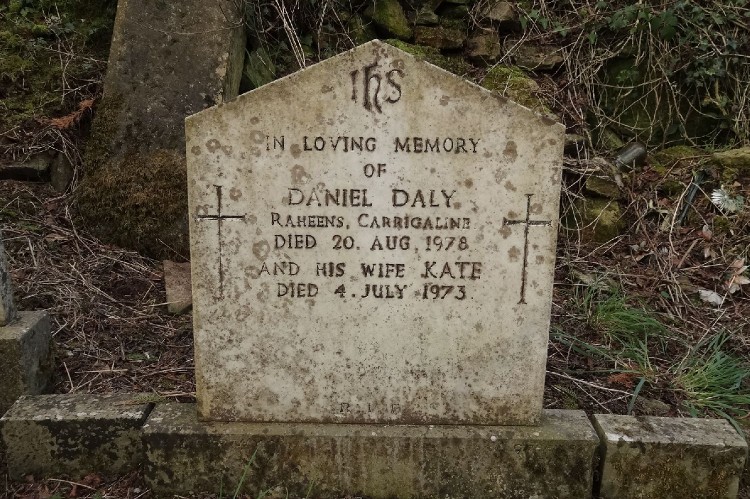 IHS
IN LOVING MEMORY
OF
DANIEL DALY
RAHEENS, CARRIGALINE
DIED 20. AUG, 1978
AND HIS WIFE KATE
DIED 4. JULY 1973
R.I.P.